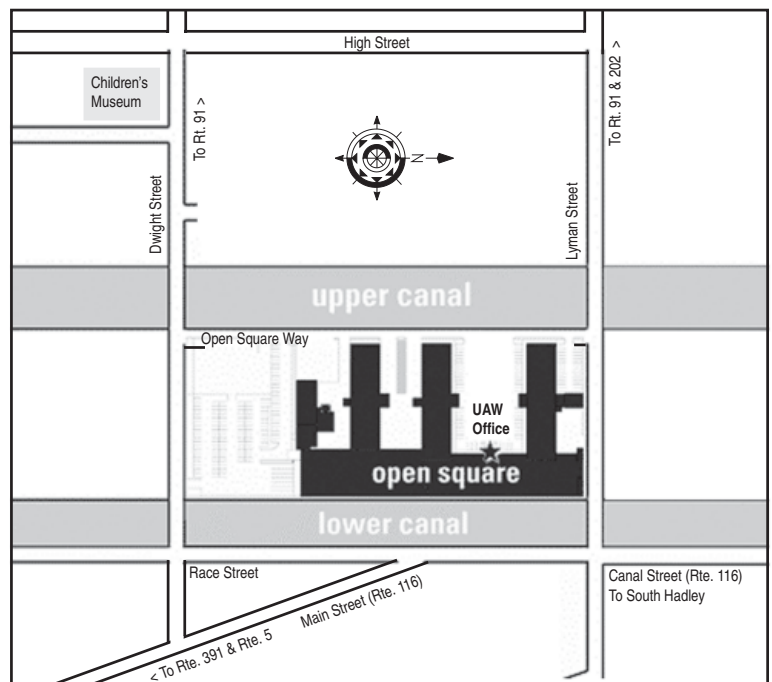 High Street
Children's
Museum
To Rt. 91 >
To Rt. 91 & 202 >
N
Dwight Street
Lyman Street
upper canal
Open Square Way
UAW
Office
open square
lower canal
Race Street
Main Street (Rte. 116)
< To Rte. 391 & Rte. 5
Canal Street (Rte. 116)
To South Hadley